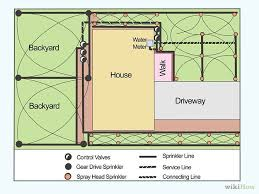 Backyard
Backyard
House
Water
Meter
Walk
Driveway
Control Valves
Gear Drive Sprinkler
Spray Head Sprinkler
Sprinkler Line
Service Line
Connecting Line
wikiHow